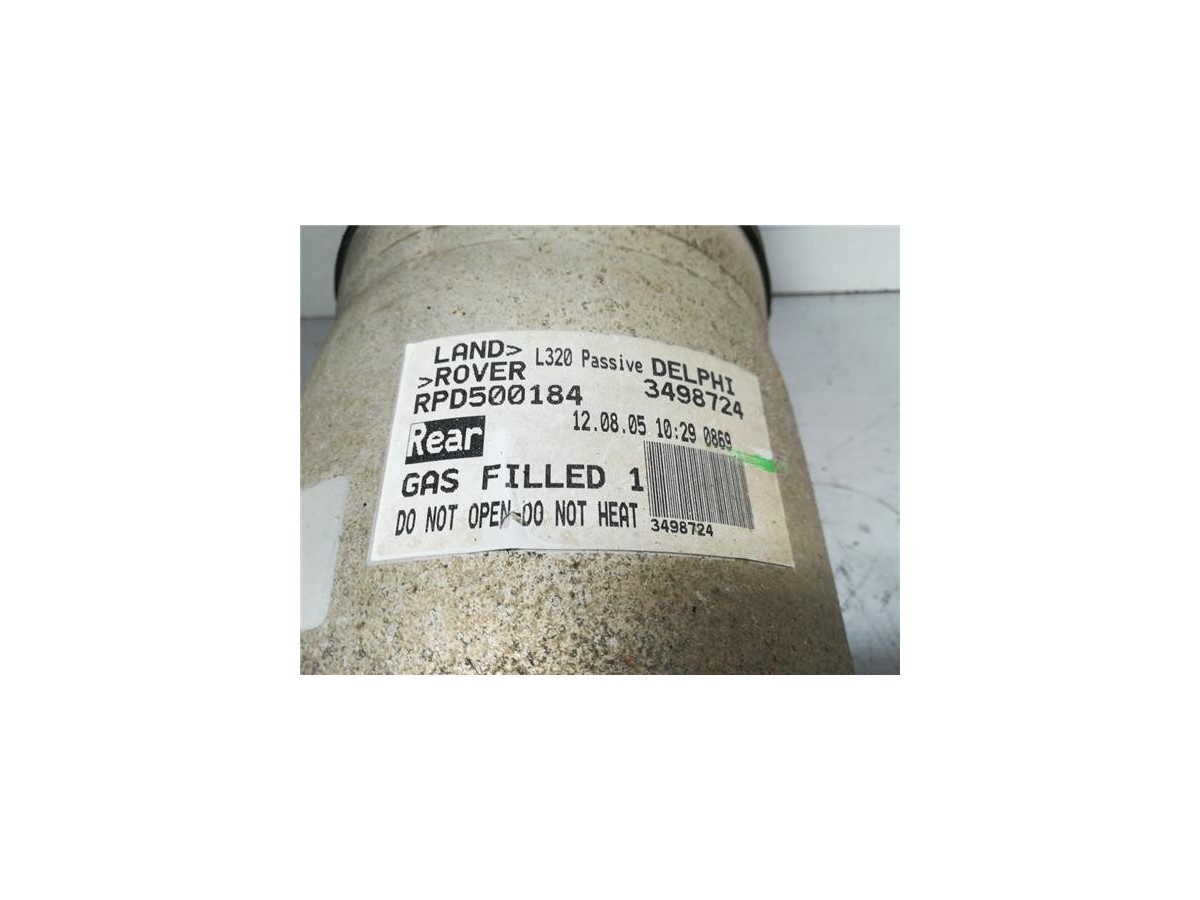 LAND> L320 Passive DELPHI
>ROVER 3498724
RPD500184
12.08.05 10:29 0869
Rear
GAS FILLED 1
DO NOT OPEN-DO NOT HEAT
3498724